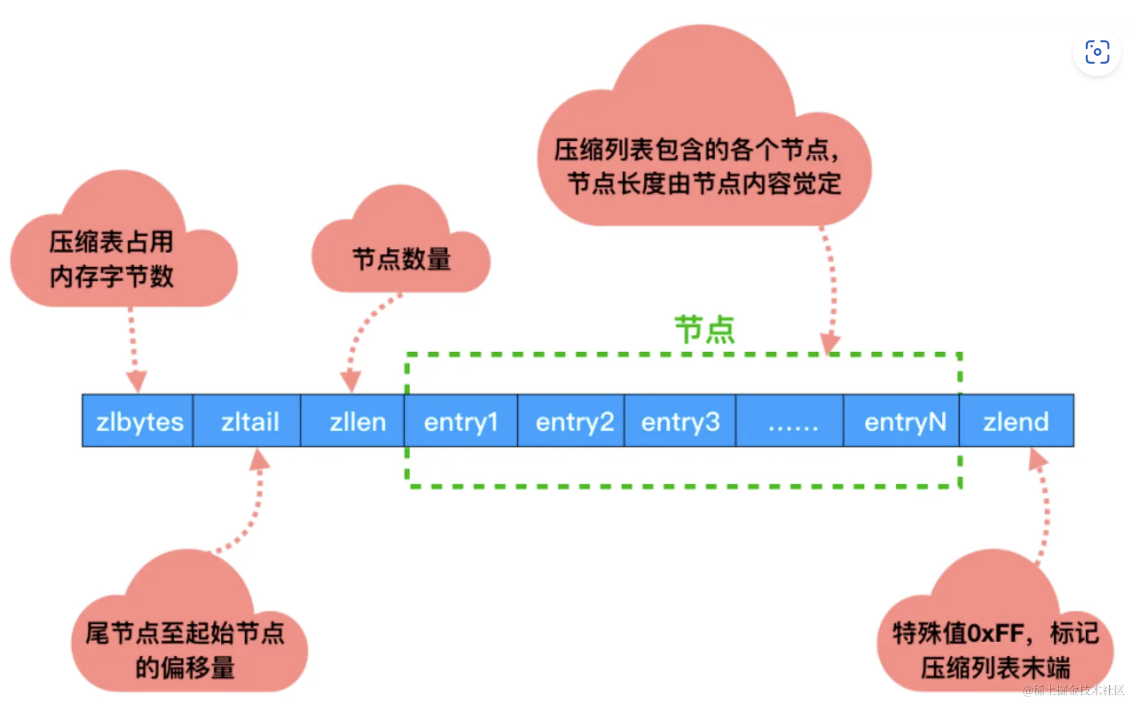 压缩列表包含的各个节点，
节点长度由节点内容觉定
压缩表占用
内存字节数
节点数量
节点
zlbytes
zltail
zllen
entry1
entry2
entry3
......
entryN
zlend
尾节点至起始节点
的偏移量
特殊值0xFF，标记
压缩列表末端
@稀土掘金技术社区